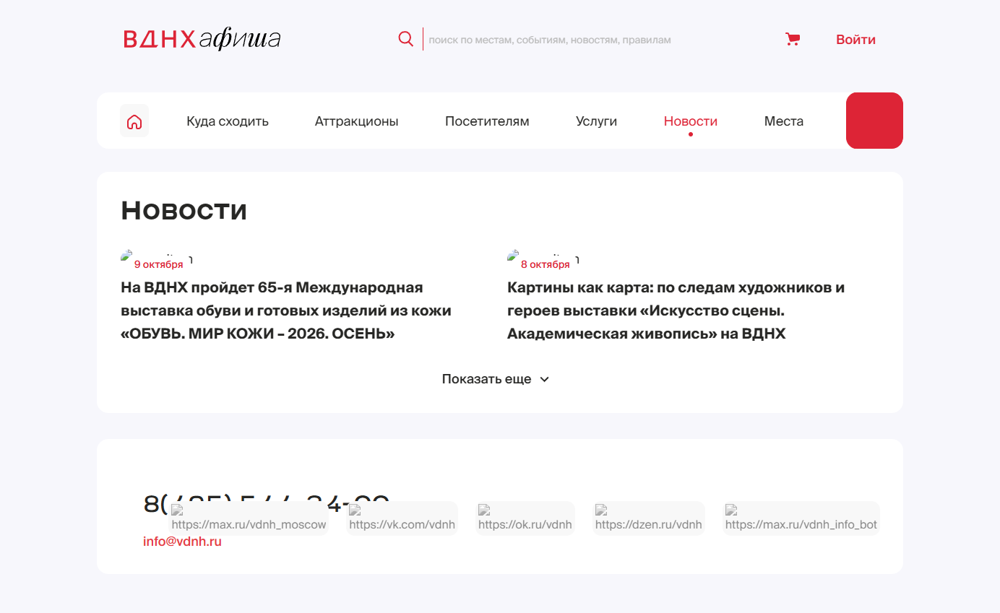 ВДНХ афиша
поиск по местам, событиям, новостям, правилам
Войти
Куда сходить
Аттракционы
Посетителям
Услуги
Новости
Места
Новости
9 октября
На ВДНХ пройдет 65-я Международная
выставка обуви и готовых изделий из кожи
«ОБУВЬ. МИР КОЖИ – 2026. ОСЕНЬ»
8 октября
Картины как карта: по следам художников и
героев выставки «Искусство сцены.
Академическая живопись» на ВДНХ
Показать еще
https://max.ru/vdnh_moscow
https://vk.com/vdnh
https://ok.ru/vdnh
https://dzen.ru/vdnh
https://max.ru/vdnh_info_bot
info@vdnh.ru